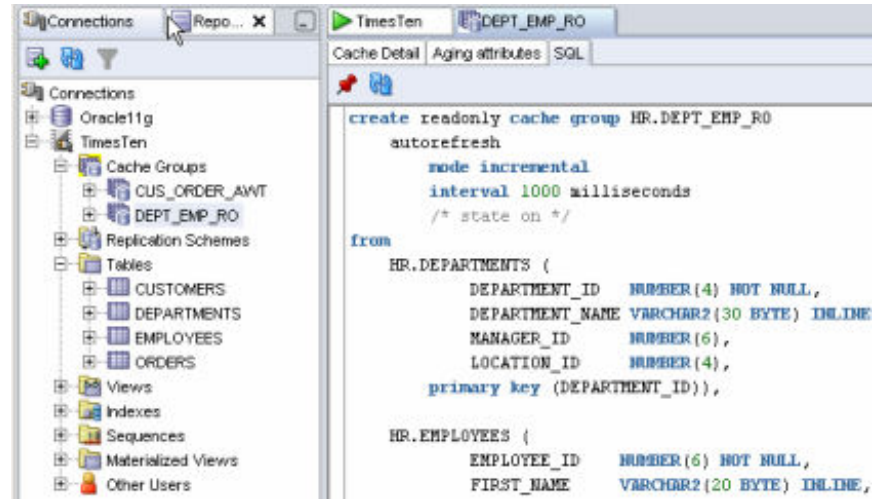 Connections
Repo...
TimesTen
DEPT_EMP_RO
Cache Detail
Aging attributes
SQL
Connections
Oracle11g
TimesTen
Cache Groups
CUS_ORDER_AWT
DEPT_EMP_RO
Replication Schemes
Tables
CUSTOMERS
DEPARTMENTS
EMPLOYEES
ORDERS
Views
Indexes
Sequences
Materialized Views
Other Users
create readonly cache group HR.DEPT_EMP_RO
autorefresh
mode incremental
interval 1000 milliseconds
/* state on */
from
HR.DEPARTMENTS (
DEPARTMENT_ID NUMBER(4) NOT NULL,
DEPARTMENT_NAME VARCHAR2(30 BYTE) INLINE
MANAGER_ID NUMBER(6),
LOCATION_ID NUMBER(4),
primary key (DEPARTMENT_ID)),
HR.EMPLOYEES (
EMPLOYEE_ID NUMBER(6) NOT NULL,
FIRST_NAME VARCHAR2(20 BYTE) INLINE,